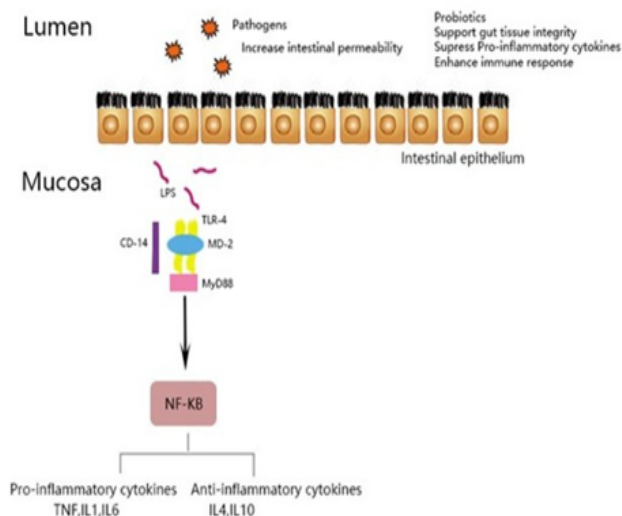 Lumen
Pathogens
Increase intestinal permeability
Probiotics
Support gut tissue integrity
Supress Pro-inflammatory cytokines
Enhance immune response
Intestinal epithelium
Mucosa
LPS
TLR-4
CD-14
MD-2
MyD88
NF-KB
Pro-inflammatory cytokines
TNF,IL1,IL6
Anti-inflammatory cytokines
IL4,IL10